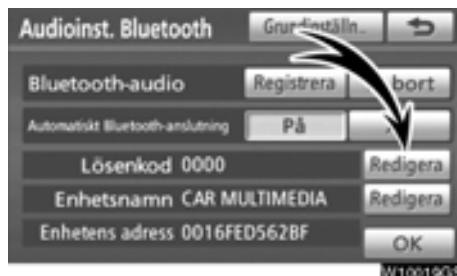 Audioinst. Bluetooth Grundinställn.
Bluetooth-audio Registrera bort
Automatiskt Bluetooth-anslutning På
Lösenkod 0000 Redigera
Enhetsnamn CAR MULTIMEDIA Redigera
Enhetens adress 0016FED562BF OK